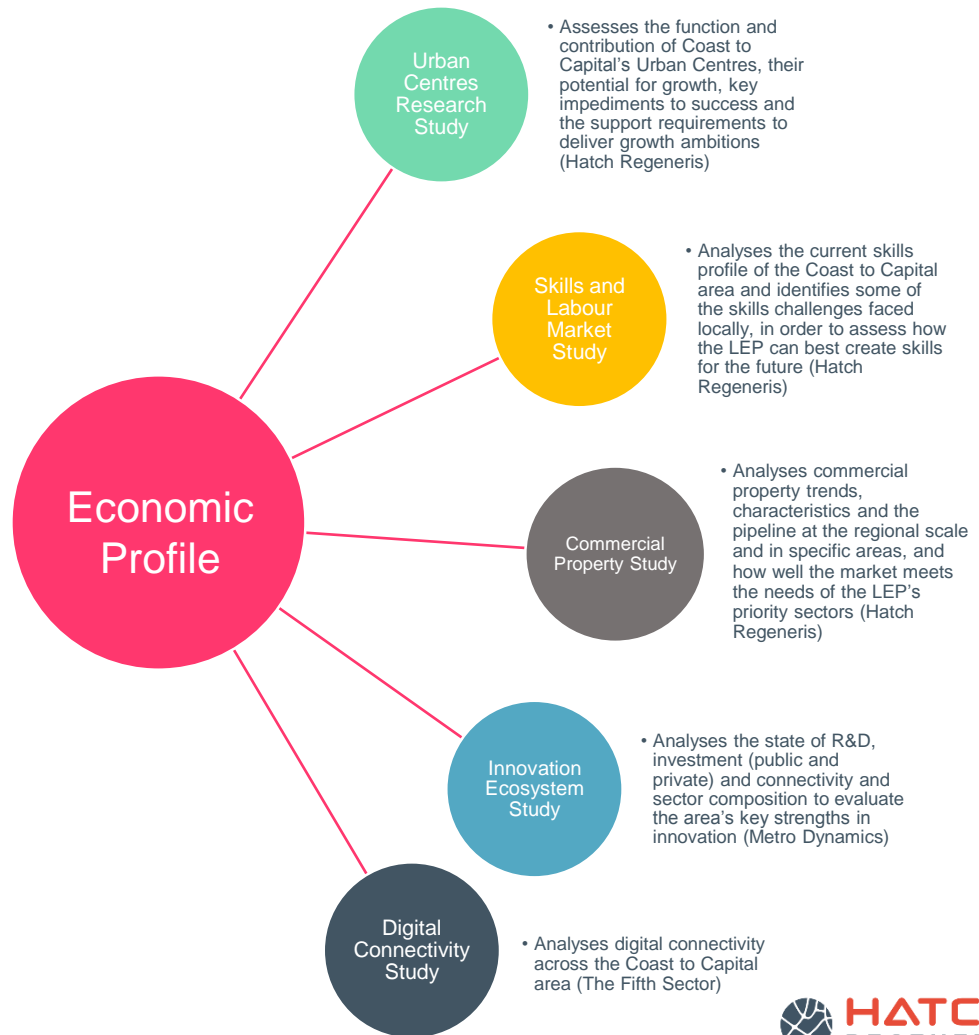 Urban
Centres
Research
Study
• Assesses the function and
contribution of Coast to
Capital's Urban Centres, their
potential for growth, key
impediments to success and
the support requirements to
deliver growth ambitions
(Hatch Regeneris)
Skills and
Labour
Market
Study
• Analyses the current skills
profile of the Coast to Capital
area and identifies some of
the skills challenges faced
locally, in order to assess how
the LEP can best create skills
for the future (Hatch
Regeneris)
Economic
Profile
Commercial
Property Study
• Analyses commercial
property trends,
characteristics and the
pipeline at the regional scale
and in specific areas, and
how well the market meets
the needs of the LEP's
priority sectors (Hatch
Regeneris)
Innovation
Ecosystem
Study
• Analyses the state of R&D,
investment (public and
private) and connectivity and
sector composition to evaluate
the area's key strengths in
innovation (Metro Dynamics)
Digital
Connectivity
Study
• Analyses digital connectivity
across the Coast to Capital
area (The Fifth Sector)
HATC